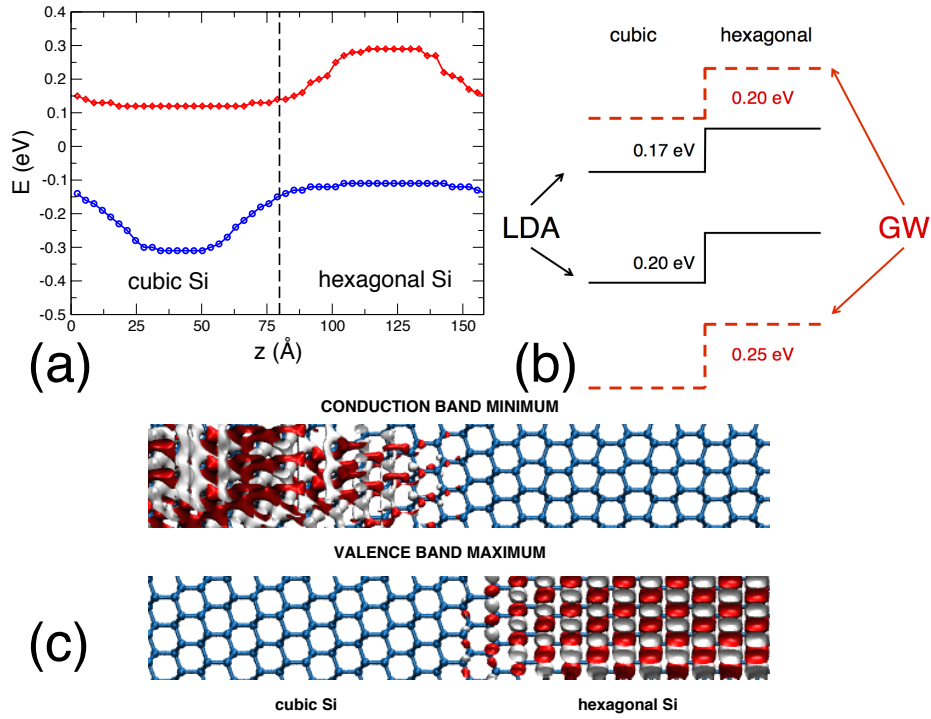 0.4
0.3
0.2
0.1
0
-0.1
-0.2
-0.3
-0.4
-0.5
E (eV)
cubic Si
hexagonal Si
0
25
50
75
100
125
150
z (Å)
(a)
cubic
hexagonal
0.20 eV
0.17 eV
LDA
GW
0.20 eV
0.25 eV
(b)
CONDUCTION BAND MINIMUM
VALENCE BAND MAXIMUM
(c)
cubic Si
hexagonal Si